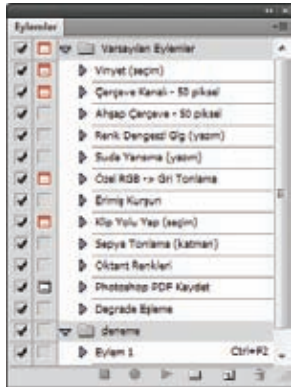 Eylemler
Varsayılan Eylemler
Vinyet (seçim)
Çerçeve Kanalı - 50 piksel
Ahşap Çerçeve - 50 piksel
Renk Dengesi Gİg (yazım)
Suda Yansıma (yazım)
Özel RGB -> Gri Tonlama
Erimiş Kurşun
Klip Yolu Yap (seçim)
Sepya Tonlama (katman)
Oktant Renkleri
Photoshop PDF Kaydet
Degrade Eşleme
deneme
Eylem 1 Ctrl+F2